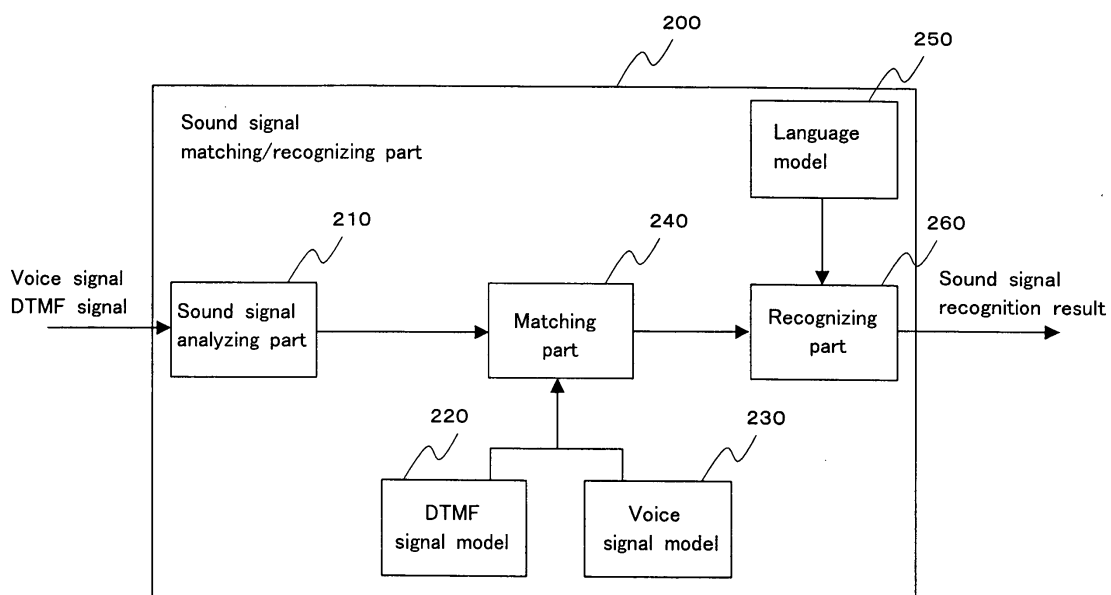 200
250
Sound signal
matching/recognizing part
Language
model
210
240
260
Voice signal
DTMF signal
Sound signal
analyzing part
Matching
part
Recognizing
part
Sound signal
recognition result
220
230
DTMF
signal model
Voice
signal model